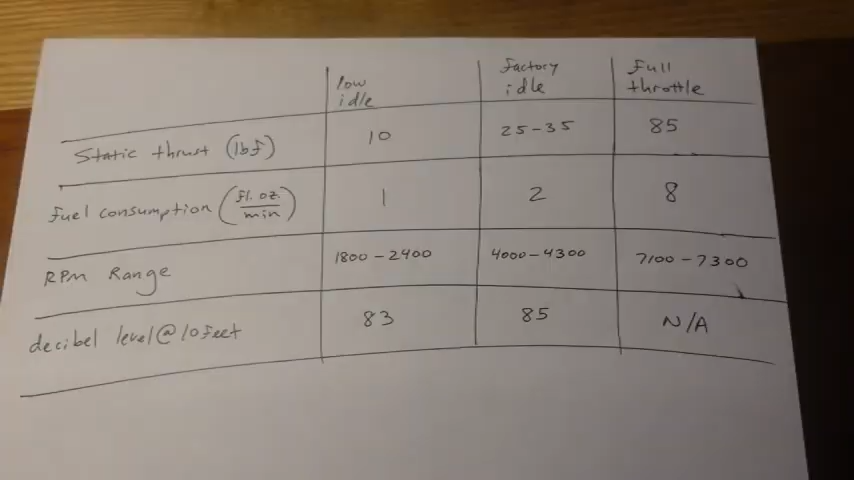 low idle factory idle Full throttle
Static thrust (lbf) 10 25-35 85
Fuel consumption (fl. oz. / min) 1 2 8
RPM Range 1800-2400 4000-4300 7100-7300
decibel level@10feet 83 85 N/A